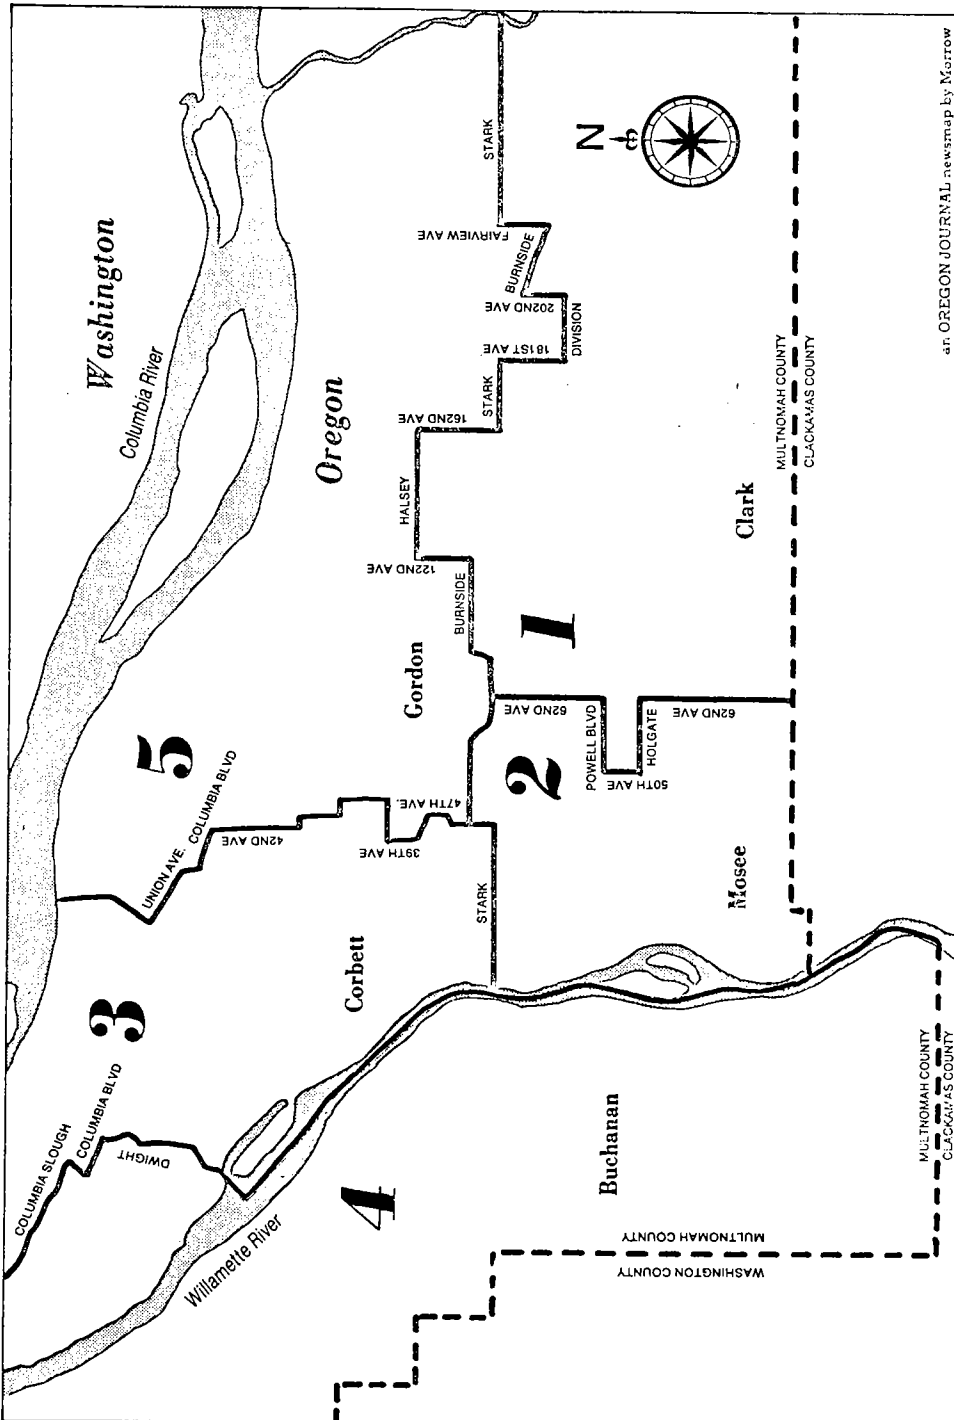 Washington
Columbia River
Oregon
5
UNION AVE.
COLUMBIA BLVD
42ND AVE
39TH AVE
47TH AVE.
3
COLUMBIA SLOUGH
COLUMBIA BLVD
DWIGHT
Corbett
Willamette River
4
STARK
Gordon
BURNSIDE
122ND AVE
HALSEY
162ND AVE
STARK
181ST AVE
DIVISION
202ND AVE
BURNSIDE
FAIRVIEW AVE
STARK
N
1
2
62ND AVE
POWELL BLVD
50TH AVE
HOLGATE
62ND AVE
Clark
Mosee
Buchanan
MULTNOMAH COUNTY
CLACKAMAS COUNTY
WASHINGTON COUNTY
MULTNOMAH COUNTY
MULTNOMAH COUNTY
CLACKAMAS COUNTY
an OREGON JOURNAL newsmap by Morrow